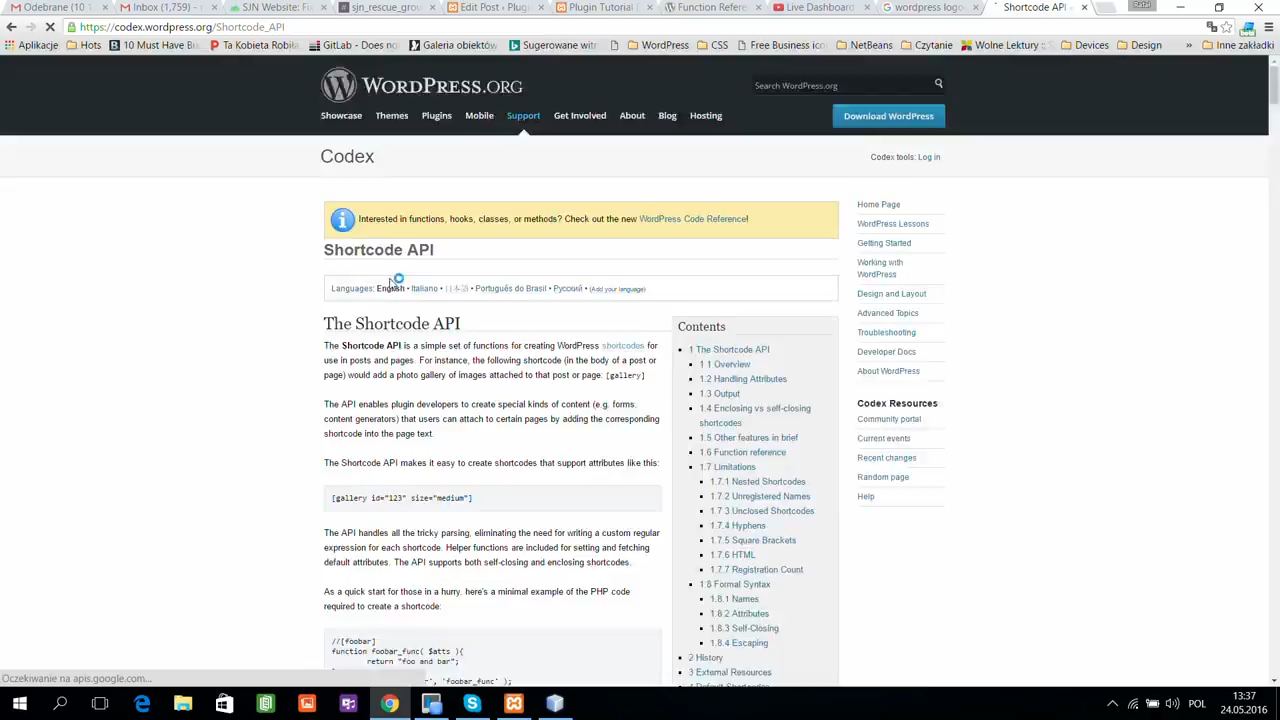 Odebrane (110)
Inbox (1,759)
SJN Website: Fi
sjn_rescue_grou
Edit Post ‹ Plugi
Plugin Tutorial
Function Refere
Live Dashboard
wordpress logo
Shortcode API «
Rafał
https://codex.wordpress.org/Shortcode_API
Aplikacje
Hots
10 Must Have B
Ta Kobieta Robiła
GitLab - Does no
Galeria obiektów
Sugerowane witr
WordPress
CSS
Free Business ico
NetBeans
Czytanie
Wolne Lektury ::
Devices
Design
»
Inne zakładki
WORDPRESS.ORG
Search WordPress.org
Showcase Themes Plugins Mobile Support Get Involved About Blog Hosting
Download WordPress
Codex
Codex tools: Log in
Interested in functions, hooks, classes, or methods? Check out the new WordPress Code Reference!
Shortcode API
Languages: English • Italiano • 日本語 • Português do Brasil • Русский • (Add your language)
The Shortcode API
The Shortcode API is a simple set of functions for creating WordPress shortcodes for
use in posts and pages. For instance, the following shortcode (in the body of a post or
page) would add a photo gallery of images attached to that post or page: [gallery]
The API enables plugin developers to create special kinds of content (e.g. forms,
content generators) that users can attach to certain pages by adding the corresponding
shortcode into the page text.
The Shortcode API makes it easy to create shortcodes that support attributes like this:
[gallery id="123" size="medium"]
The API handles all the tricky parsing, eliminating the need for writing a custom regular
expression for each shortcode. Helper functions are included for setting and fetching
default attributes. The API supports both self-closing and enclosing shortcodes.
As a quick start for those in a hurry, here's a minimal example of the PHP code
required to create a shortcode:
//[foobar]
function foobar_func( $atts ){
return "foo and bar";
', 'foobar_func' );
Contents
1 The Shortcode API
1.1 Overview
1.2 Handling Attributes
1.3 Output
1.4 Enclosing vs self-closing
shortcodes
1.5 Other features in brief
1.6 Function reference
1.7 Limitations
1.7.1 Nested Shortcodes
1.7.2 Unregistered Names
1.7.3 Unclosed Shortcodes
1.7.4 Hyphens
1.7.5 Square Brackets
1.7.6 HTML
1.7.7 Registration Count
1.8 Formal Syntax
1.8.1 Names
1.8.2 Attributes
1.8.3 Self-Closing
1.8.4 Escaping
2 History
3 External Resources
4 Default Shortcodes
Home Page
WordPress Lessons
Getting Started
Working with
WordPress
Design and Layout
Advanced Topics
Troubleshooting
Developer Docs
About WordPress
Codex Resources
Community portal
Current events
Recent changes
Random page
Help
Oczekiwanie na apis.google.com...
POL
13:37
24.05.2016